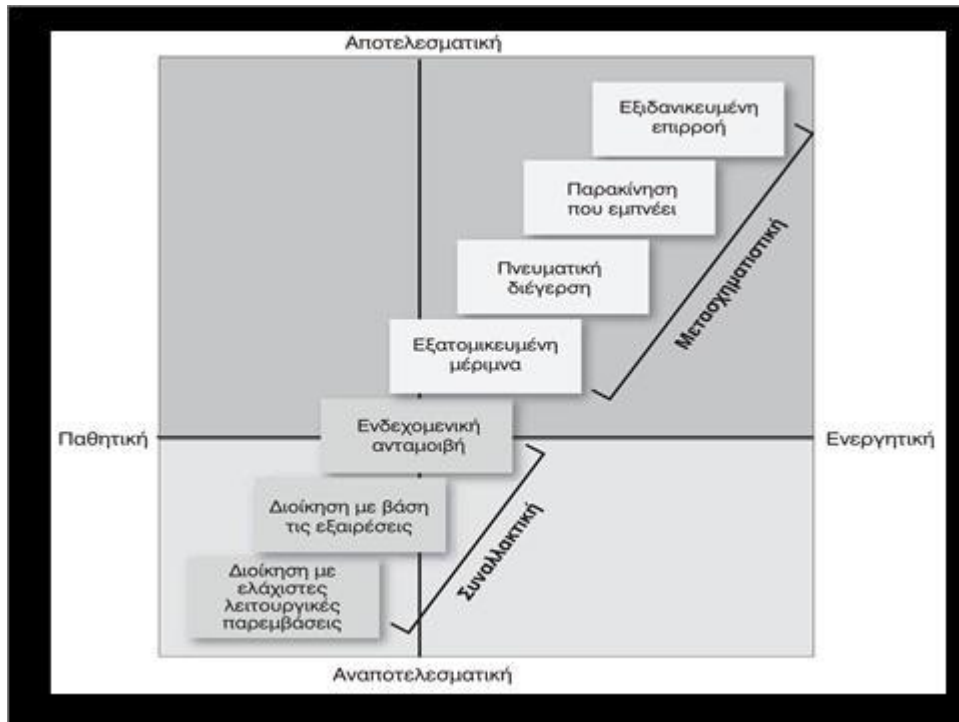 Αποτελεσματική
Εξιδανικευμένη
επιρροή
Παρακίνηση
που εμπνέει
Πνευματική
διέγερση
Μετασχηματιστική
Εξατομικευμένη
μέριμνα
Παθητική
Ενδεχομενική
ανταμοιβή
Ενεργητική
Διοίκηση με βάση
τις εξαιρέσεις
Συναλλακτική
Διοίκηση με
ελάχιστες
λειτουργικές
παρεμβάσεις
Αναποτελεσματική